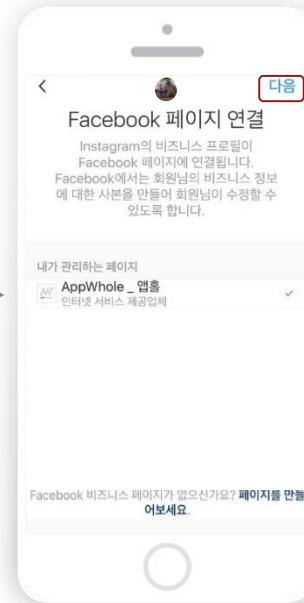 다음
Facebook 페이지 연결
Instagram의 비즈니스 프로필이
Facebook 페이지에 연결됩니다.
Facebook에서는 회원님의 비즈니스 정보
에 대한 사본을 만들어 회원님이 수정할 수
있도록 합니다.
내가 관리하는 페이지
AppWhole _ 앱홀
인터넷 서비스 제공업체
Facebook 비즈니스 페이지가 없으신가요? 페이지를 만들
어보세요.